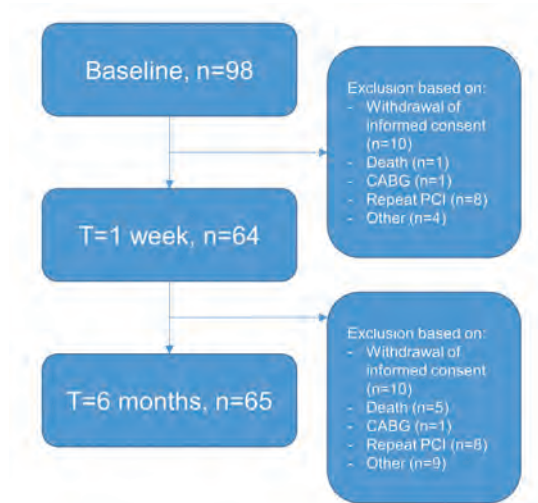 Baseline, n=98
Exclusion based on:
- Withdrawal of
informed consent
(n=10)
- Death (n=1)
- CABG (n=1)
- Repeat PCI (n=8)
- Other (n=4)
T=1 week, n=64
Exclusion based on:
- Withdrawal of
informed consent
(n=10)
- Death (n=5)
- CABG (n=1)
- Repeat PCI (n=8)
- Other (n=9)
T=6 months, n=65